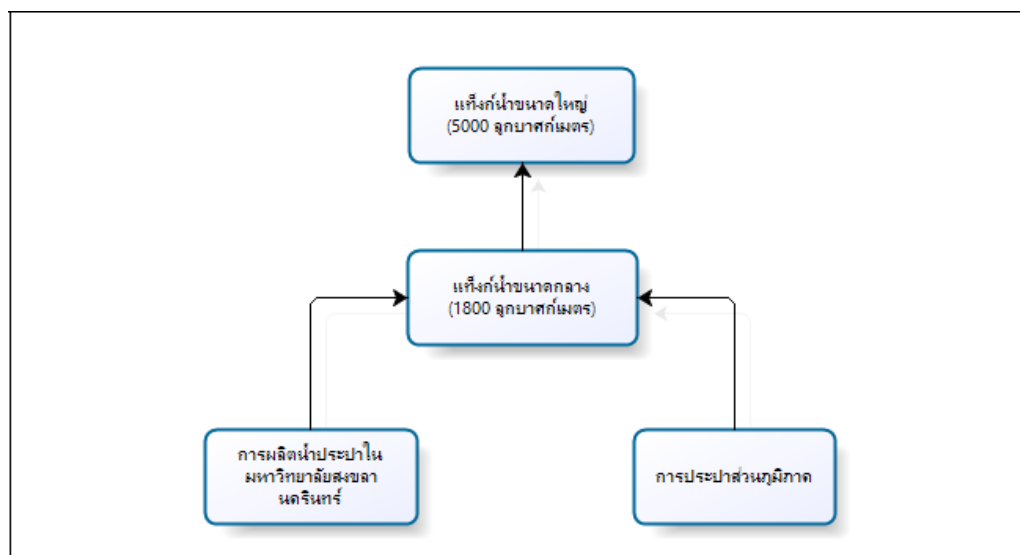 แท็งก์น้ำขนาดใหญ่
(5000 ลูกบาศก์เมตร)
แท็งก์น้ำขนาดกลาง
(1800 ลูกบาศก์เมตร)
การผลิตน้ำประปาใน
มหาวิทยาลัยสงขลา
นครินทร์
การประปาส่วนภูมิภาค